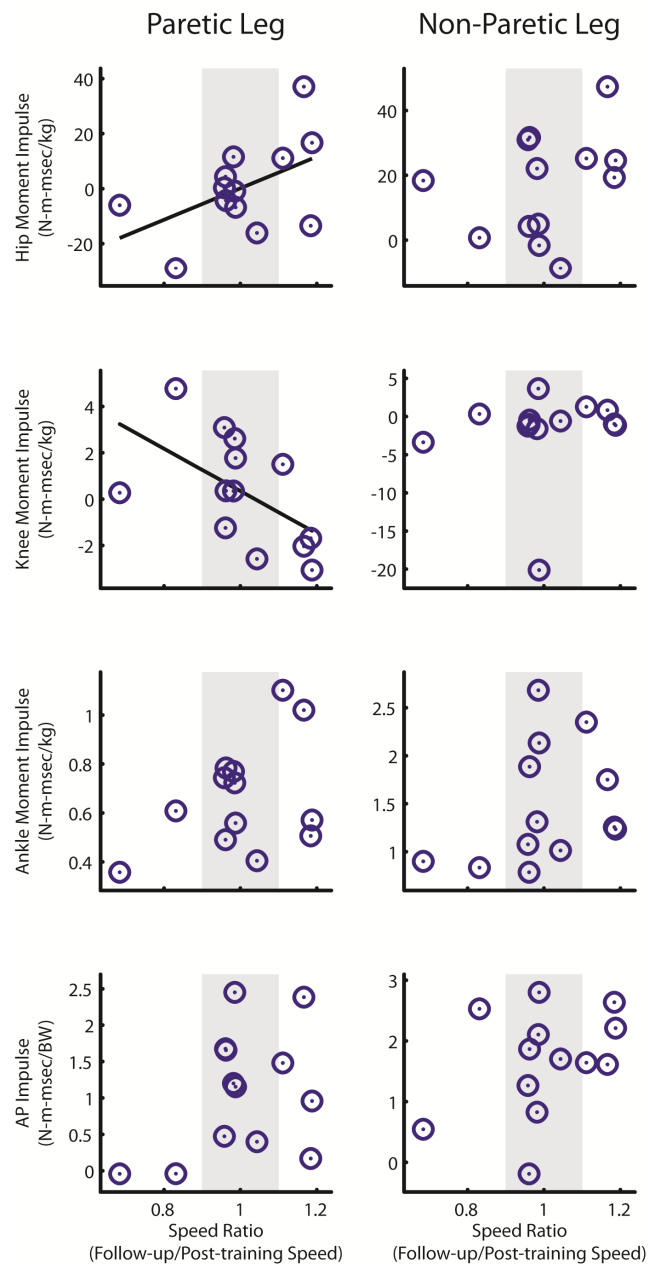 Paretic Leg
Non-Paretic Leg
Hip Moment Impulse
(N-m-msec/kg)
40
20
0
-20
40
20
0
Knee Moment Impulse
(N-m-msec/kg)
4
2
0
-2
5
0
-5
-10
-15
-20
Ankle Moment Impulse
(N-m-msec/kg)
1
0.8
0.6
0.4
2.5
2
1.5
1
AP Impulse
(N-m-msec/BW)
2.5
2
1.5
1
0.5
0
3
2
1
0
0.8 1 1.2
Speed Ratio
(Follow-up/Post-training Speed)
0.8 1 1.2
Speed Ratio
(Follow-up/Post-training Speed)